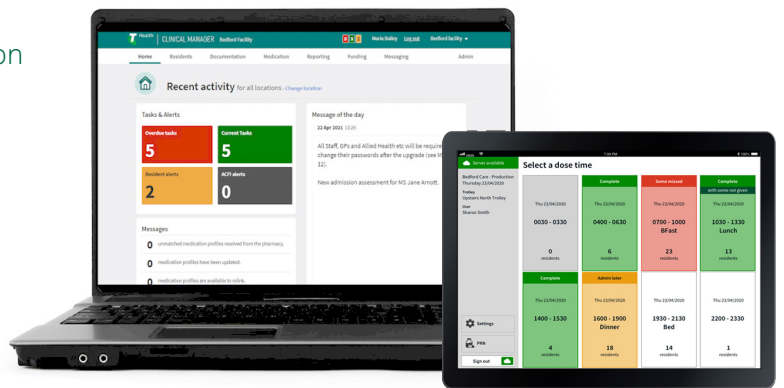 on
Health CLINICAL MANAGER Bedford Facility
Maria Bailey Log out Bedford facility
Home Residents Documentation Medication Reporting Funding Messaging Admin
Recent activity for all locations - Change location
Tasks & Alerts
Overdue tasks
5
Current Tasks
5
Resident alerts
2
ACFI alerts
0
Messages
0 unmatched medication profiles received from the pharmacy.
0 medication profiles have been updated.
0 medication profiles are available to relink.
Message of the day
22 Apr 2021 13:25
All Staff, GPs and Allied Health etc will be require
change their passwords after the upgrade (see M
12).
New admission assessment for MS Jane Arnott.
7:09 PM
Server available
Select a dose time
Bedford Care - Production
Thursday 23/04/2020
Trolley
Upstairs North Trolley
User
Sharon Smith
Settings
PRN
Sign out
Thu 23/04/2020
0030 - 0330
0
residents
Complete
Thu 23/04/2020
0400 - 0630
6
residents
Some missed
Thu 23/04/2020
0700 - 1000
BFast
23
residents
Complete
with some not given
Thu 23/04/2020
1030 - 1330
Lunch
13
residents
Complete
Thu 23/04/2020
1400 - 1530
4
residents
Admin later
Thu 23/04/2020
1600 - 1900
Dinner
18
residents
Thu 23/04/2020
1930 - 2130
Bed
14
residents
Thu 23/04/2020
2200 - 2330
1
residents